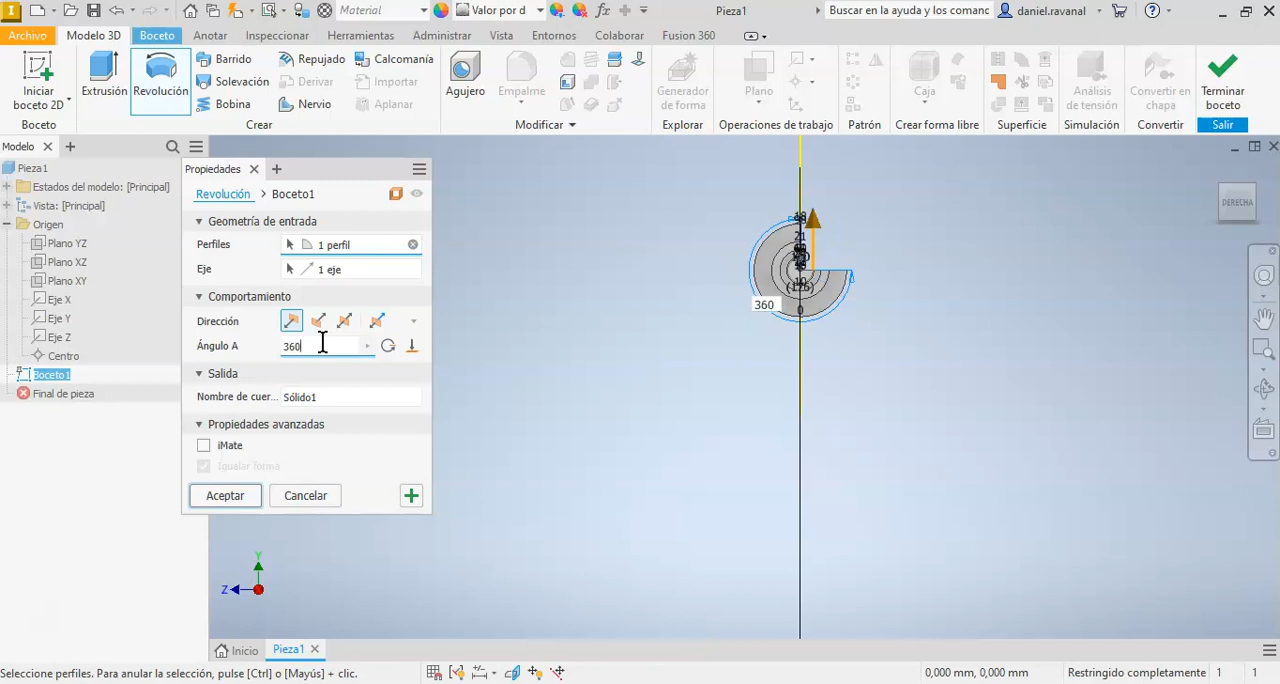 Material
Valor por d
fx
Pieza1
Buscar en la ayuda y los comanc
daniel.ravanal
Archivo
Modelo 3D
Boceto
Anotar
Inspeccionar
Herramientas
Administrar
Vista
Entornos
Colaborar
Fusion 360
Iniciar
boceto 2D
Boceto
Extrusión
Revolución
Barrido
Solevación
Bobina
Repujado
Derivar
Nervio
Calcomanía
Importar
Aplanar
Crear
Agujero
Empalme
Modificar
Generador
de forma
Explorar
Plano
Operaciones de trabajo
Patrón
Caja
Crear forma libre
Superficie
Análisis
de tensión
Simulación
Convertir en
chapa
Convertir
Terminar
boceto
Salir
Modelo
Pieza1
Estados del modelo: [Principal]
Vista: [Principal]
Origen
Plano YZ
Plano XZ
Plano XY
Eje X
Eje Y
Eje Z
Centro
Boceto1
Final de pieza
Propiedades
Revolución > Boceto1
Geometría de entrada
Perfiles
1 perfil
Eje
1 eje
Comportamiento
Dirección
Ángulo A
360
Salida
Nombre de cuer...
Sólido1
Propiedades avanzadas
iMate
Igualar forma
Aceptar
Cancelar
DERECHA
21
360
0
Y
Z
Inicio
Pieza1
Seleccione perfiles. Para anular la selección, pulse [Ctrl] o [Mayús] + clic.
0,000 mm, 0,000 mm
Restringido completamente
1
1